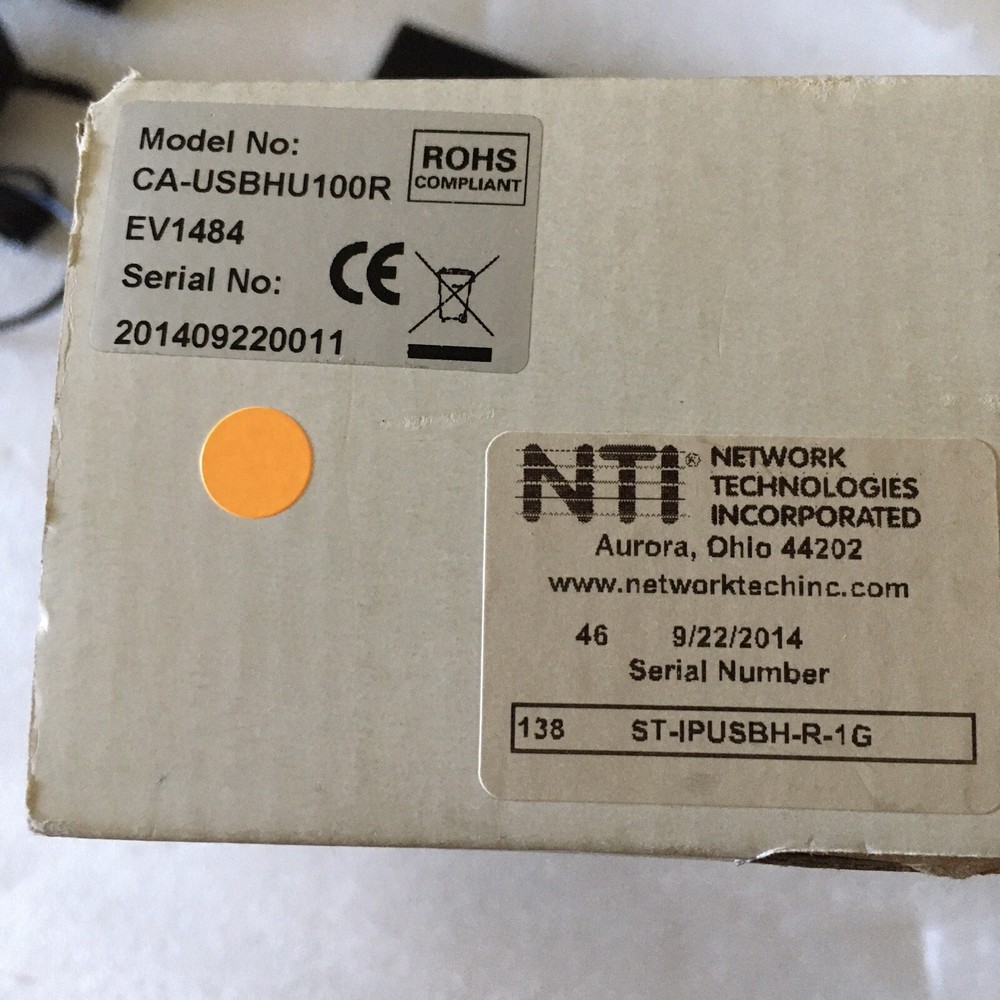 Model No:
CA-USBHU100R
ROHS
COMPLIANT
EV1484
Serial No:
CE
201409220011
NTI® NETWORK
TECHNOLOGIES
INCORPORATED
Aurora, Ohio 44202
www.networktechinc.com
46 9/22/2014
Serial Number
138 ST-IPUSBH-R-1G